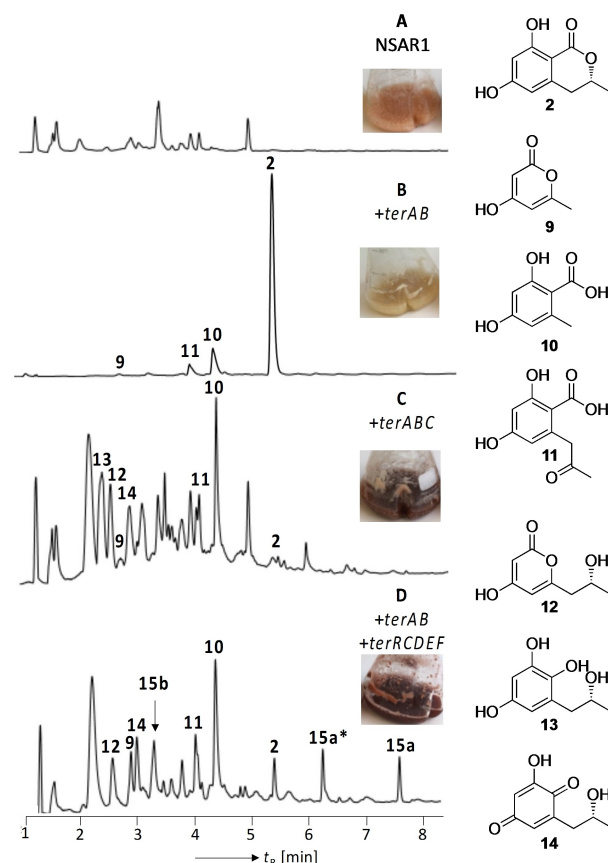 A
NSAR1
B
+terAB
2
9
11
10
C
+terABC
13
12
14
9
11
10
2
D
+terAB
+terRCDEF
12
9
14
15b
11
10
2
15a*
15a
1 2 3 4 5 6 7 8
tR [min]
OH O
O
HO
2
O
O
HO
9
OH O
OH
HO
10
OH O
OH
HO
11
O
O
O OH
HO
12
OH
OH
OH
HO
13
OH
O
OH
O
14